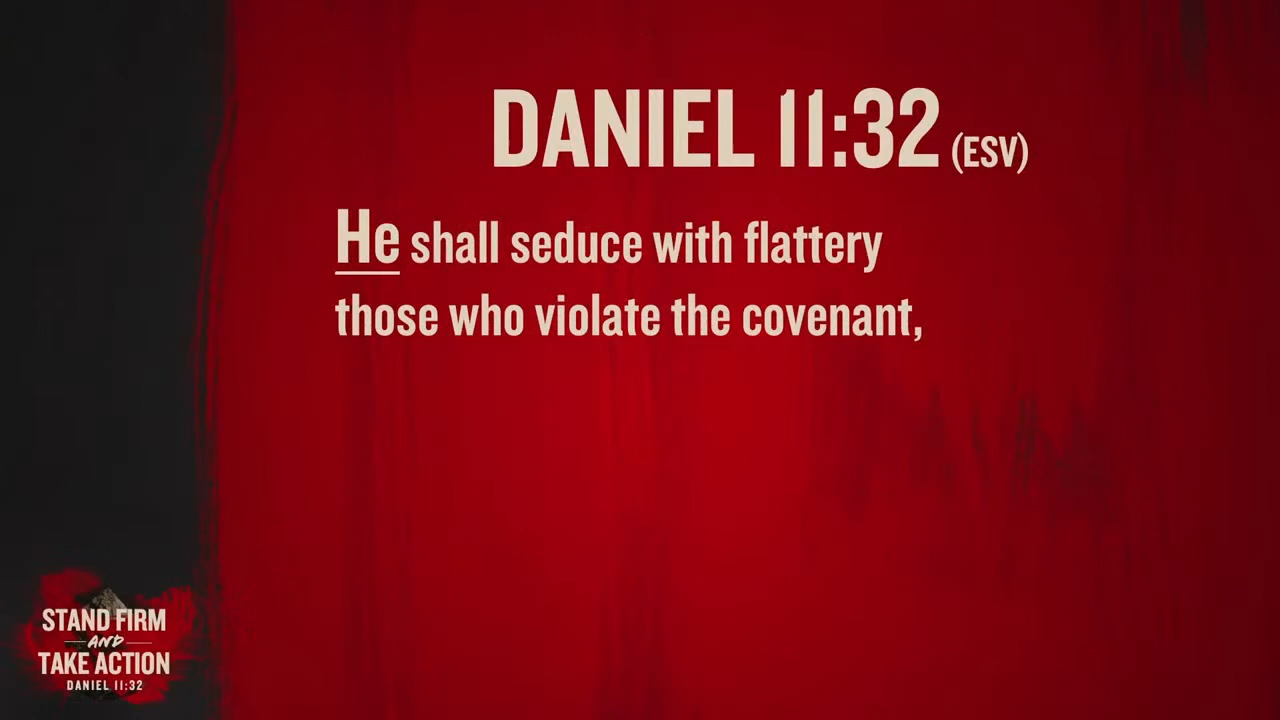 DANIEL 11:32 (ESV)
He shall seduce with flattery
those who violate the covenant,
STAND FIRM
AND
TAKE ACTION
DANIEL 11:32